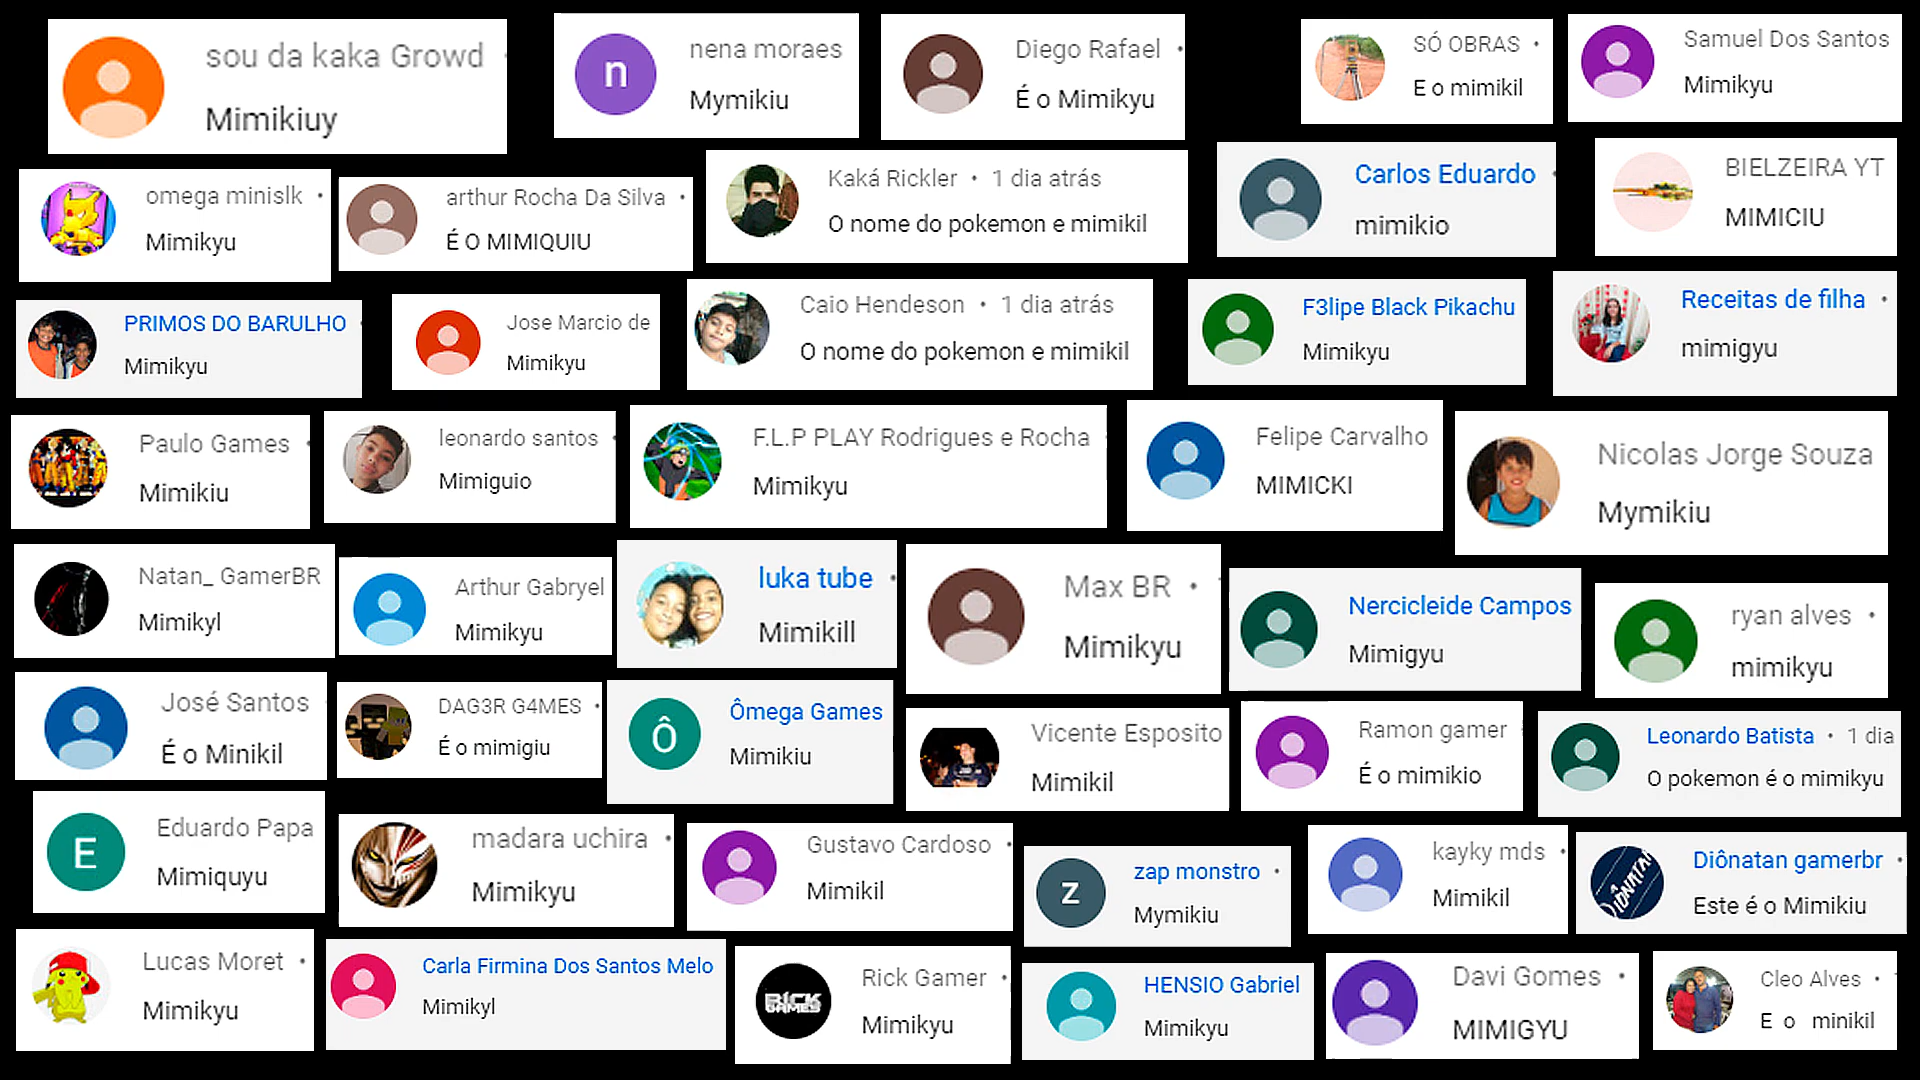 sou da kaka Growd
Mimikiuy
n
nena moraes
Mymikiu
Diego Rafael •
É o Mimikyu
SÓ OBRAS •
E o mimikil
Samuel Dos Santos
Mimikyu
omega minislk •
Mimikyu
arthur Rocha Da Silva •
É O MIMIQUIU
Kaká Rickler • 1 dia atrás
O nome do pokemon e mimikil
Carlos Eduardo
mimikio
BIELZEIRA YT
MIMICIU
PRIMOS DO BARULHO
Mimikyu
Jose Marcio de
Mimikyu
Caio Hendeson • 1 dia atrás
O nome do pokemon e mimikil
F3lipe Black Pikachu
Mimikyu
Receitas de filha •
mimigyu
Paulo Games •
Mimikiu
leonardo santos
Mimiguio
F.L.P PLAY Rodrigues e Rocha
Mimikyu
Felipe Carvalho
MIMICKI
Nicolas Jorge Souza
Mymikiu
Natan_ GamerBR
Mimikyl
Arthur Gabryel
Mimikyu
luka tube •
Mimikill
Max BR •
Mimikyu
Nercicleide Campos
Mimigyu
ryan alves •
mimikyu
José Santos
É o Minikil
DAG3R G4MES •
É o mimigiu
Ô
Ômega Games
Mimikiu
Vicente Esposito
Mimikil
Ramon gamer
É o mimikio
Leonardo Batista • 1 dia
O pokemon é o mimikyu
E
Eduardo Papa
Mimiquyu
madara uchira •
Mimikyu
Gustavo Cardoso •
Mimikil
z
zap monstro •
Mymikiu
kayky mds •
Mimikil
DIÔNATAN
Diônatan gamerbr •
Este é o Mimikiu
Lucas Moret •
Mimikyu
Carla Firmina Dos Santos Melo
Mimikyl
RICK
GAMES
Rick Gamer •
Mimikyu
HENSIO Gabriel
Mimikyu
Davi Gomes •
MIMIGYU
Cleo Alves •
E o minikil